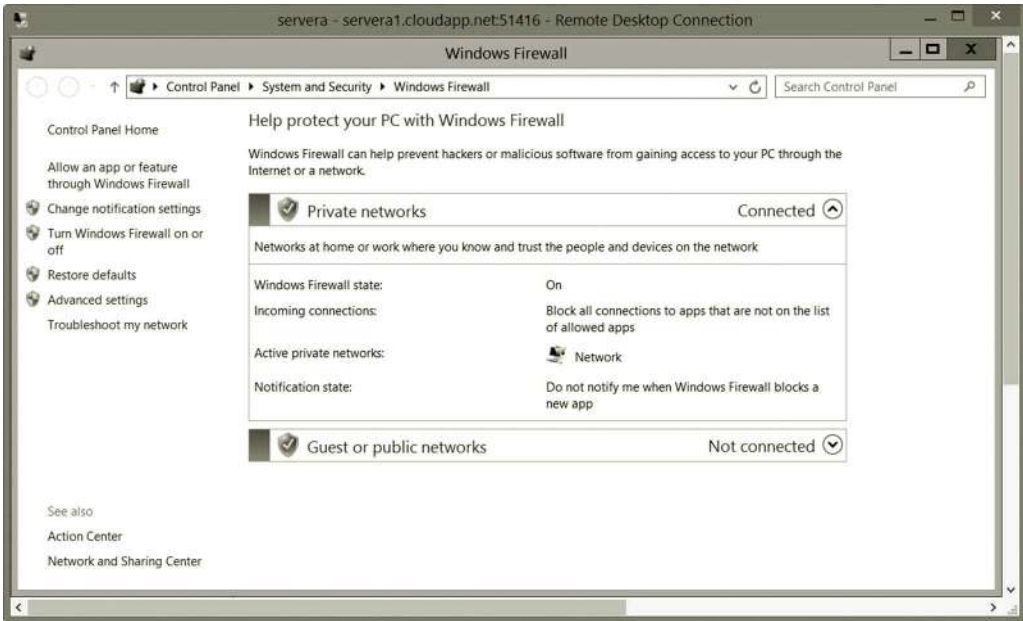 servera - servera1.cloudapp.net:51416 - Remote Desktop Connection
Windows Firewall
Control Panel System and Security Windows Firewall
Search Control Panel
Control Panel Home
Allow an app or feature
through Windows Firewall
Change notification settings
Turn Windows Firewall on or
off
Restore defaults
Advanced settings
Troubleshoot my network
See also
Action Center
Network and Sharing Center
Help protect your PC with Windows Firewall
Windows Firewall can help prevent hackers or malicious software from gaining access to your PC through the
Internet or a network.
Private networks Connected
Networks at home or work where you know and trust the people and devices on the network
Windows Firewall state: On
Incoming connections: Block all connections to apps that are not on the list
of allowed apps
Active private networks: Network
Notification state: Do not notify me when Windows Firewall blocks a
new app
Guest or public networks Not connected